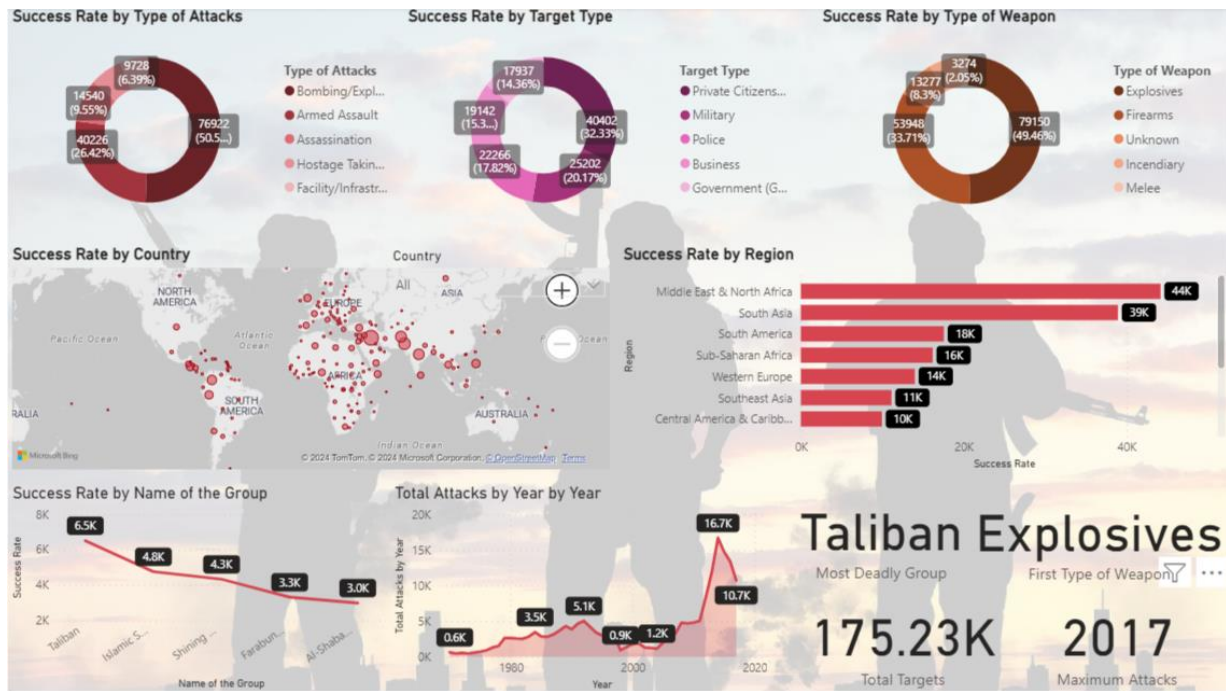 Success Rate by Type of Attacks
9728
(6.39%)
14540
(9.55%)
40226
(26.42%)
76922
(50.5...)
Type of Attacks
Bombing/Expl...
Armed Assault
Assassination
Hostage Takin...
Facility/Infrastr...
Success Rate by Target Type
17937
(14.36%)
19142
(15.3...)
22266
(17.82%)
40402
(32.33%)
25202
(20.17%)
Target Type
Private Citizens...
Military
Police
Business
Government (G...
Success Rate by Type of Weapon
3274
(2.05%)
13277
(8.3%)
53948
(33.71%)
79150
(49.46%)
Type of Weapon
Explosives
Firearms
Unknown
Incendiary
Melee
Success Rate by Country
Country
All
NORTH
AMERICA
EUROPE
ASIA
Pacific Ocean
Atlantic
Ocean
AFRICA
SOUTH
AMERICA
Ocean
RALIA
AUSTRALIA
Indian Ocean
Microsoft Bing
© 2024 TomTom, © 2024 Microsoft Corporation, © OpenStreetMap Terms
Success Rate by Region
Region
Middle East & North Africa
44K
South Asia
39K
South America
18K
Sub-Saharan Africa
16K
Western Europe
14K
Southeast Asia
11K
Central America & Caribb...
10K
0K
20K
40K
Success Rate
Success Rate by Name of the Group
Success Rate
8K
6K
4K
2K
6.5K
4.8K
4.3K
3.3K
3.0K
Taliban
Islamic S...
Shining ...
Farabun...
Al-Shaba...
Name of the Group
Total Attacks by Year by Year
Total Attacks by Year
20K
15K
10K
5K
0K
0.6K
3.5K
5.1K
0.9K
1.2K
16.7K
10.7K
1980
2000
2020
Year
Taliban
Most Deadly Group
Explosives
First Type of Weapon
175.23K
Total Targets
2017
Maximum Attacks